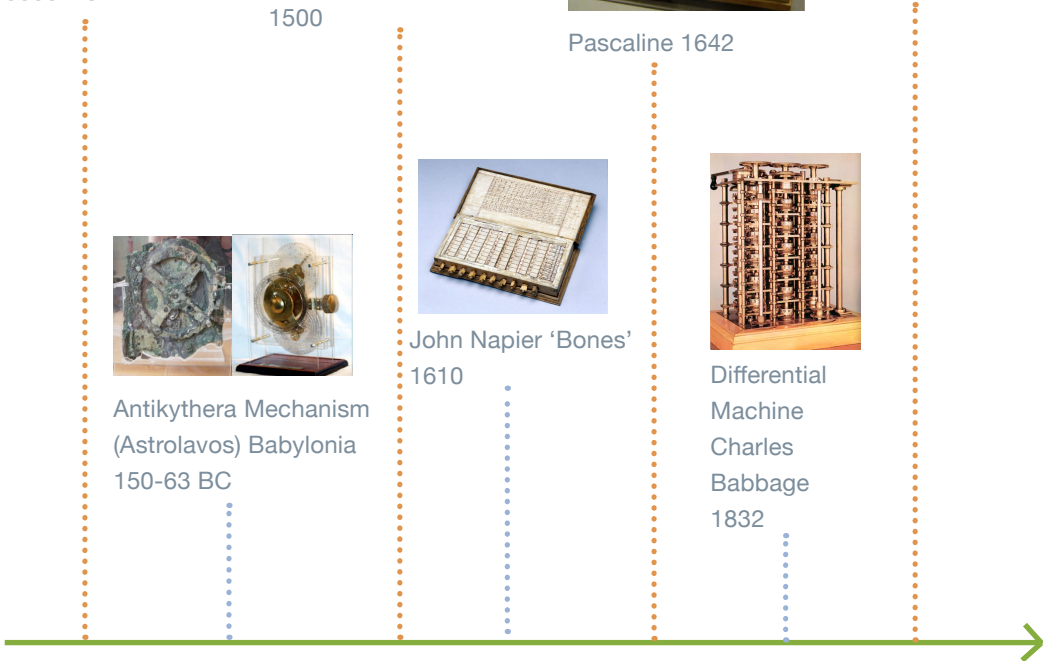 1500
Pascaline 1642
John Napier ‘Bones’
1610
Antikythera Mechanism
(Astrolavos) Babylonia
150-63 BC
Differential
Machine
Charles
Babbage
1832